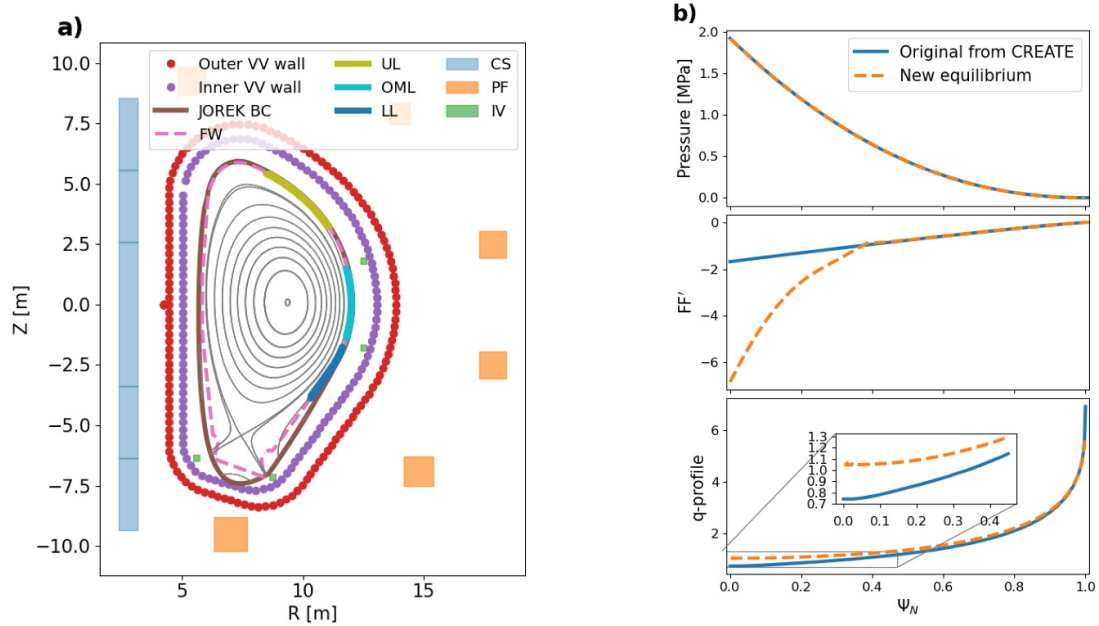 a)
10.0
7.5
5.0
2.5
0.0
−2.5
−5.0
−7.5
−10.0
Z [m]
5
10
15
R [m]
Outer VV wall
Inner VV wall
JOREK BC
FW
UL
OML
LL
CS
PF
IV
b)
2.0
1.5
1.0
0.5
0.0
Pressure [MPa]
Original from CREATE
New equilibrium
0
−2
−4
−6
FF′
6
4
2
q-profile
1.3
1.2
1.1
1.0
0.9
0.8
0.7
0.0
0.1
0.2
0.3
0.4
0.0
0.2
0.4
0.6
0.8
1.0
Ψ_N